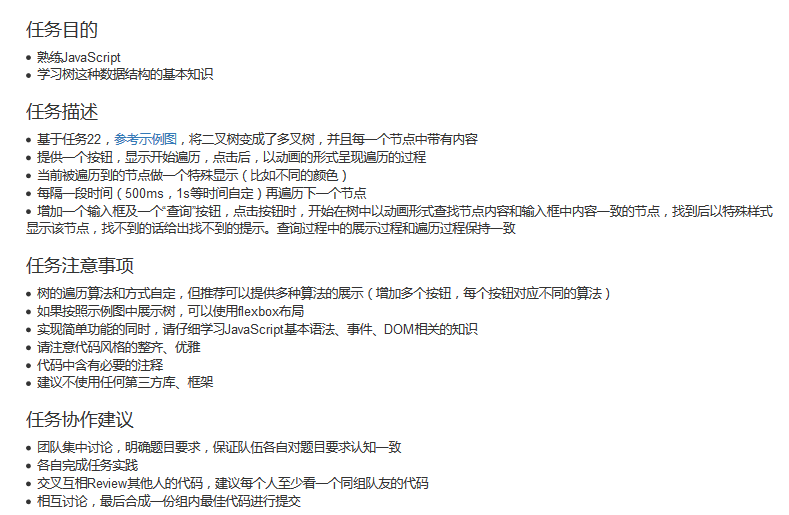 任务目的
• 熟练JavaScript
• 学习树这种数据结构的基本知识
任务描述
• 基于任务22，参考示例图，将二叉树变成了多叉树，并且每一个节点中带有内容
• 提供一个按钮，显示开始遍历，点击后，以动画的形式呈现遍历的过程
• 当前被遍历到的节点做一个特殊显示（比如不同的颜色）
• 每隔一段时间（500ms，1s等时间自定）再遍历下一个节点
• 增加一个输入框及一个“查询”按钮，点击按钮时，开始在树中以动画形式查找节点内容和输入框中内容一致的节点，找到后以特殊样式
显示该节点，找不到的话给出找不到的提示。查询过程中的展示过程和遍历过程保持一致
任务注意事项
• 树的遍历算法和方式自定，但推荐可以提供多种算法的展示（增加多个按钮，每个按钮对应不同的算法）
• 如果按照示例图中展示树，可以使用flexbox布局
• 实现简单功能的同时，请仔细学习JavaScript基本语法、事件、DOM相关的知识
• 请注意代码风格的整齐、优雅
• 代码中含有必要的注释
• 建议不使用任何第三方库、框架
任务协作建议
• 团队集中讨论，明确题目要求，保证队伍各自对题目要求认知一致
• 各自完成任务实践
• 交叉互相Review其他人的代码，建议每个人至少看一个同组队友的代码
• 相互讨论，最后合成一份组内最佳代码进行提交